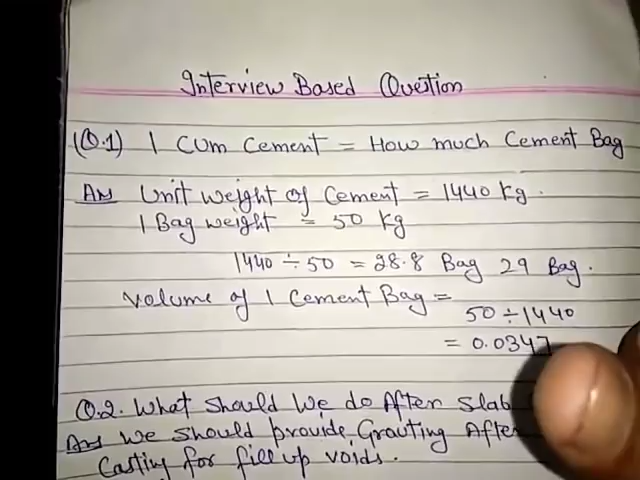 Interview Based Question
(Q.1) 1 CUM Cement = How much Cement Bag
Ans Unit weight of Cement = 1440 Kg.
1 Bag weight = 50 Kg
1440 ÷ 50 = 28.8 Bag 29 Bag.
Volume of 1 Cement Bag =
50 ÷ 1440
= 0.0347
Q.2. What Should We do After slab
Ans We should provide Grouting After
Casting for fill up voids.